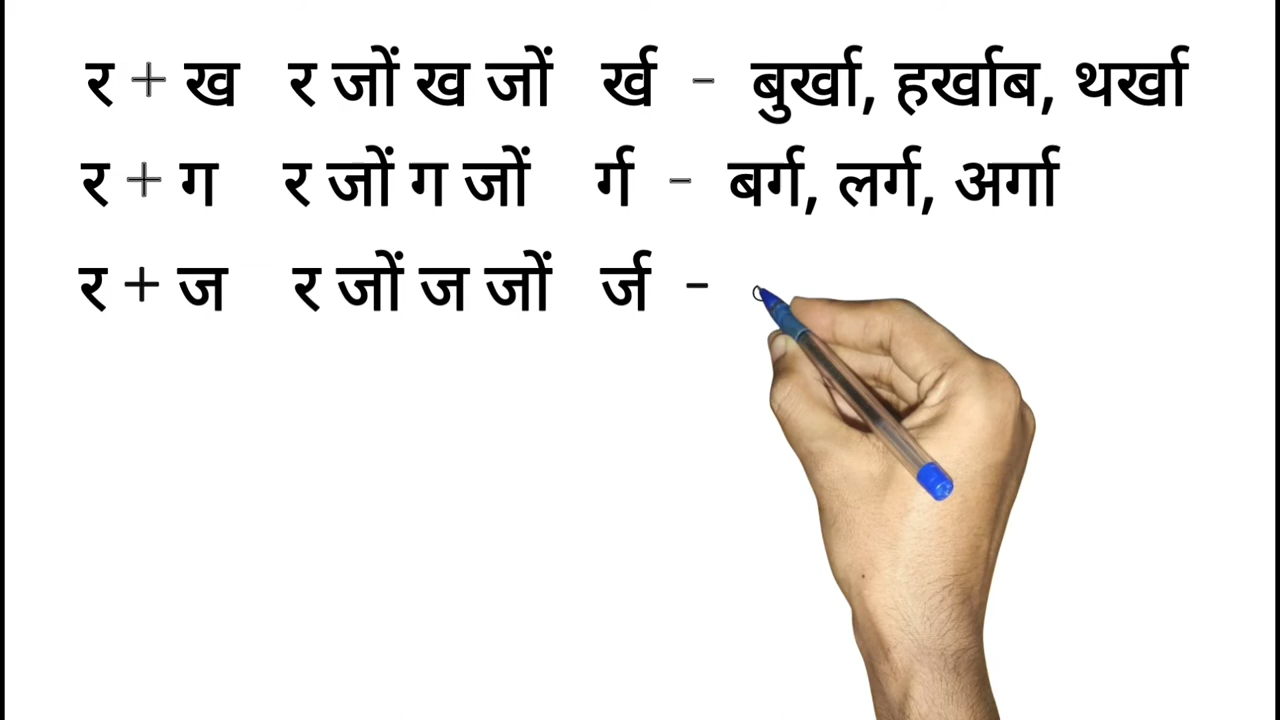 र + ख र जों ख जों र्ख - बुर्खा, हर्खाब, थर्खा
र + ग र जों ग जों र्ग - बर्ग, लर्ग, अर्गा
र + ज र जों ज जों र्ज -